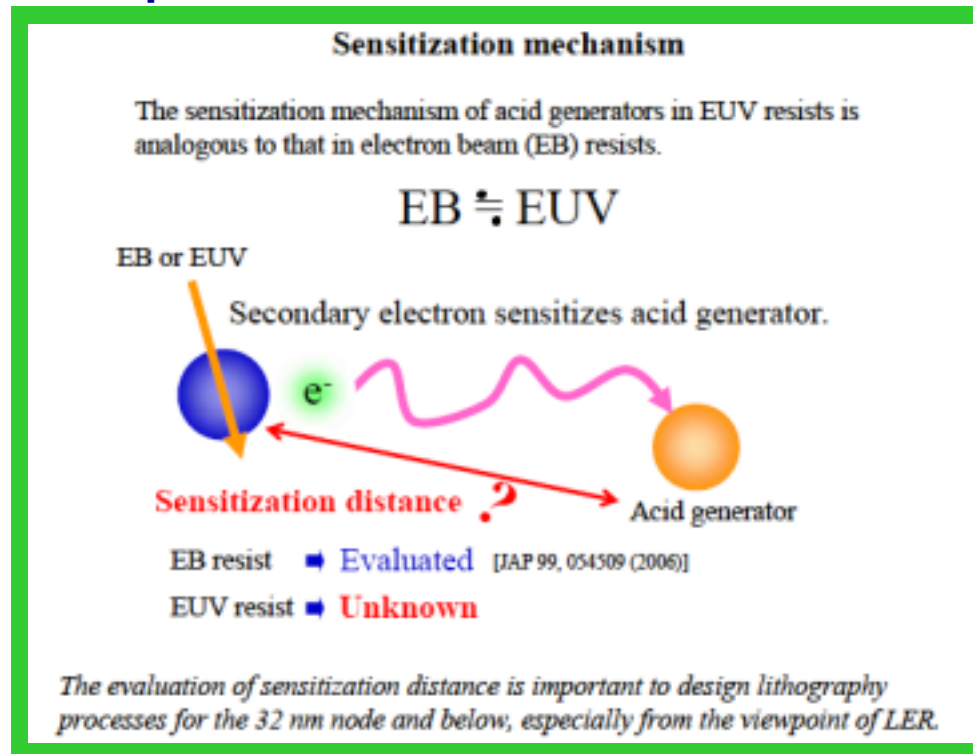 Sensitization mechanism
The sensitization mechanism of acid generators in EUV resists is
analogous to that in electron beam (EB) resists.
EB ≒ EUV
EB or EUV
Secondary electron sensitizes acid generator.
e-
Sensitization distance ?
Acid generator
EB resist ➡ Evaluated [JAP 99, 054509 (2006)]
EUV resist ➡ Unknown
The evaluation of sensitization distance is important to design lithography
processes for the 32 nm node and below, especially from the viewpoint of LER.